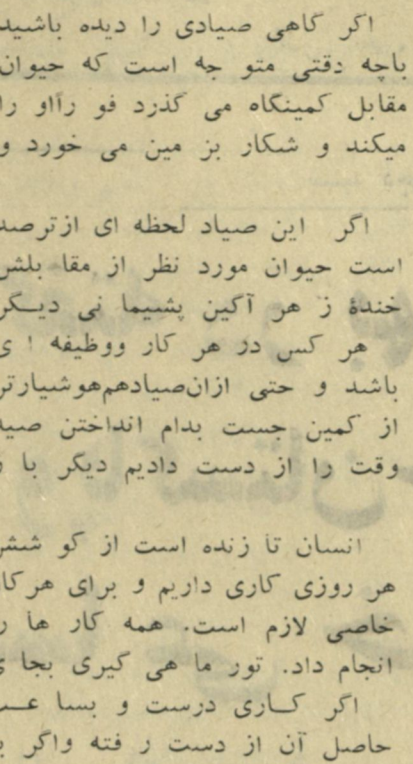 اگر گاهی صیادی را دیده باشید
باچه دقتی متو جه است که حیوان
مقابل کمینگاه می گذرد فو رآاو را
میکند و شکار بز مین می خورد و
اگر این صیاد لحظه ای ازترصد
است حیوان مورد نظر از مقا بلش
خندۀ ز هر آگین پشیما نی دیگر
هر کس در هر کار ووظیفه ا ی
باشد و حتی ازان‌صیادهم‌هوشیارتر
از کمین جست بدام انداختن صید
وقت را از دست دادیم دیگر با
انسان تا زنده است از کو شش
هر روزی کاری داریم و برای هرکا
خاصی لازم است. همه کار ها ر
انجام داد. تور ما هی گیری بجا ی
اگر کاری درست و بسا عـ
حاصل آن از دست ر فته واگر